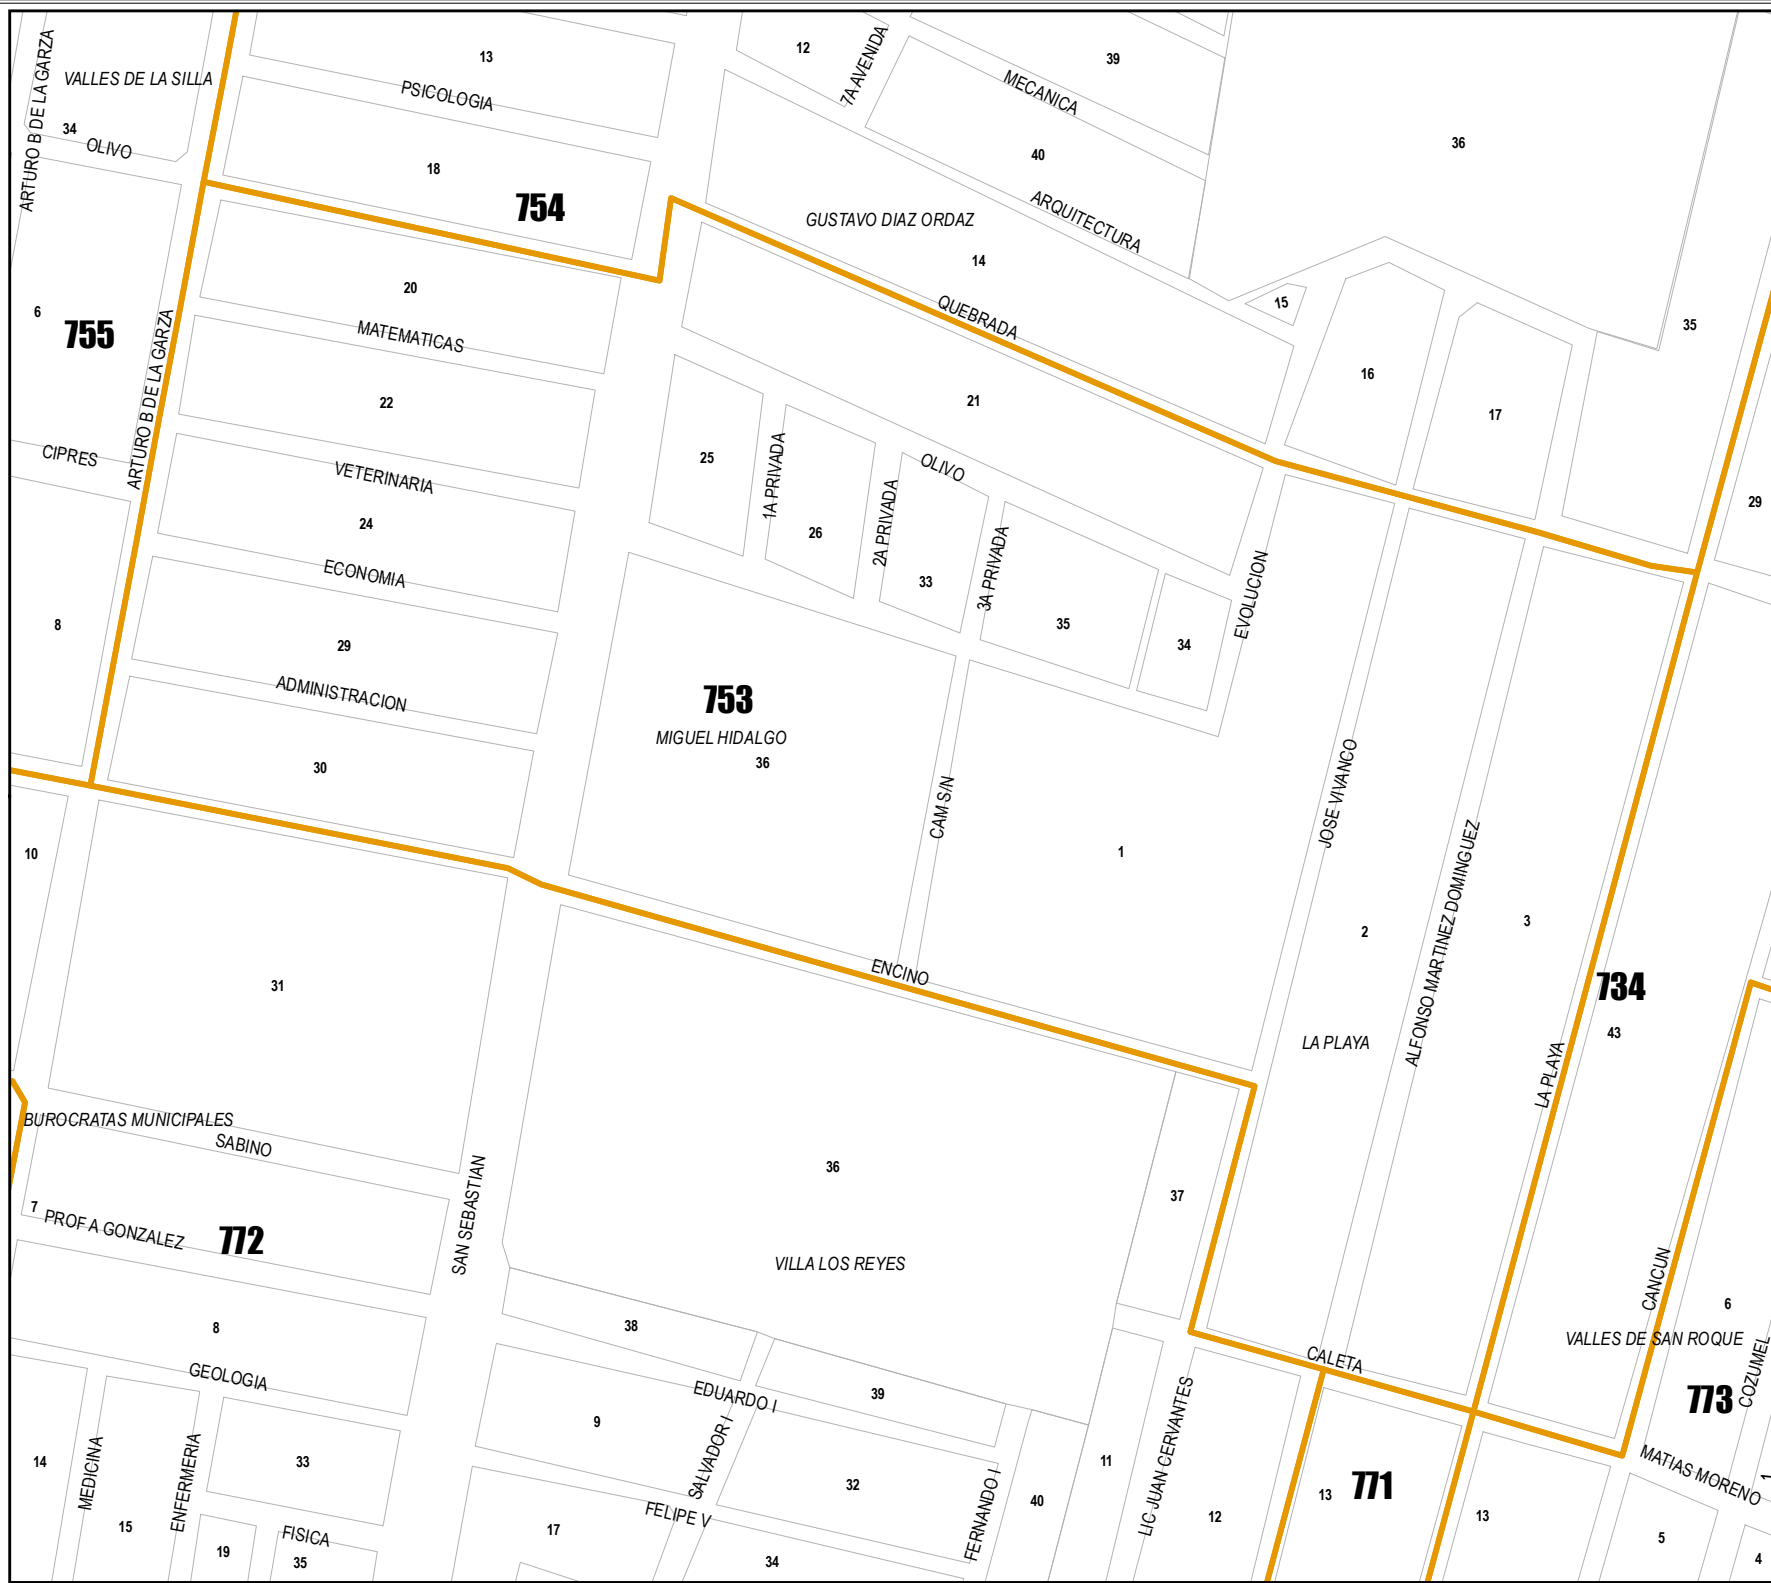 13
12
39
ARTURO B DE LA GARZA
VALLES DE LA SILLA
7A AVENIDA
MECANICA
PSICOLOGIA
34
OLIVO
40
36
18
754
GUSTAVO DIAZ ORDAZ
ARQUITECTURA
14
20
15
6
755
QUEBRADA
35
MATEMATICAS
ARTURO B DE LA GARZA
16
22
21
17
CIPRES
25
1A PRIVADA
OLIVO
VETERINARIA
29
24
26
2A PRIVADA
ECONOMIA
33
3A PRIVADA
EVOLUCION
8
35
29
34
ADMINISTRACION
753
MIGUEL HIDALGO
36
30
JOSE VIVANCO
CAM S/N
10
1
ALFONSO MARTINEZ DOMINGUEZ
2
3
ENCINO
31
734
43
LA PLAYA
LA PLAYA
BUROCRATAS MUNICIPALES
SABINO
36
37
7
PROF A GONZALEZ
772
SAN SEBASTIAN
VILLA LOS REYES
CANCUN
6
8
38
VALLES DE SAN ROQUE
CALETA
COZUMEL
GEOLOGIA
EDUARDO I
39
773
9
SALVADOR I
LIC JUAN CERVANTES
14
MEDICINA
ENFERMERIA
33
11
MATIAS MORENO
1
32
771
13
40
FERNANDO I
15
FISICA
17
FELIPE V
12
13
19
35
34
5
4